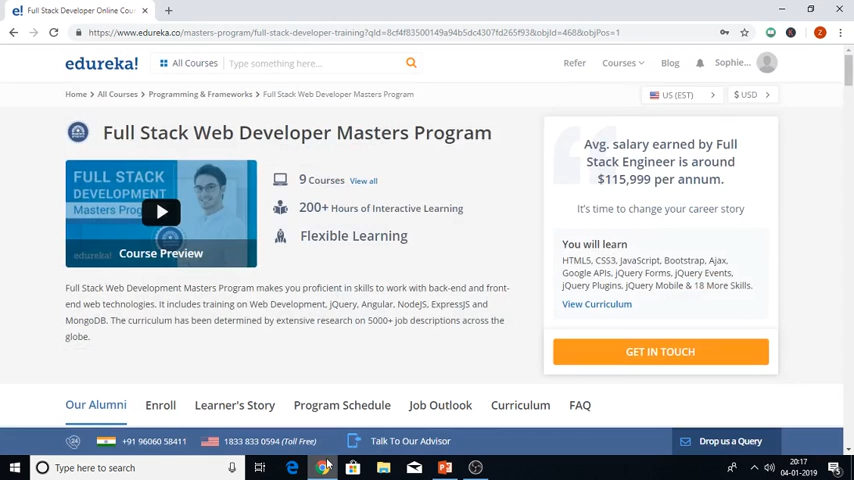 Full Stack Developer Online Cou
https://www.edureka.co/masters-program/full-stack-developer-training?qId=8cf4f83500149a94b5dc4307fd265f93&objId=468&objPos=1
edureka!
All Courses
Type something here...
Refer
Courses
Blog
Sophie...
Home > All Courses > Programming & Frameworks > Full Stack Web Developer Masters Program
US (EST)
$ USD
Full Stack Web Developer Masters Program
FULL STACK
DEVELOPMENT
Masters Prog
edureka!
Course Preview
9 Courses View all
200+ Hours of Interactive Learning
Flexible Learning
Full Stack Web Developer Masters Program makes you proficient in skills to work with back-end and front-
end web technologies. It includes training on Web Development, jQuery, Angular, NodeJS, ExpressJS and
MongoDB. The curriculum has been determined by extensive research on 5000+ job descriptions across the
globe.
Avg. salary earned by Full
Stack Engineer is around
$115,999 per annum.
It's time to change your career story
You will learn
HTML5, CSS3, JavaScript, Bootstrap, Ajax,
Google APIs, jQuery Forms, jQuery Events,
jQuery Plugins, jQuery Mobile & 18 More Skills.
View Curriculum
GET IN TOUCH
Our Alumni
Enroll
Learner's Story
Program Schedule
Job Outlook
Curriculum
FAQ
+91 96060 58411
1833 833 0594 (Toll Free)
Talk To Our Advisor
Drop us a Query
Type here to search
20:17
04-01-2019